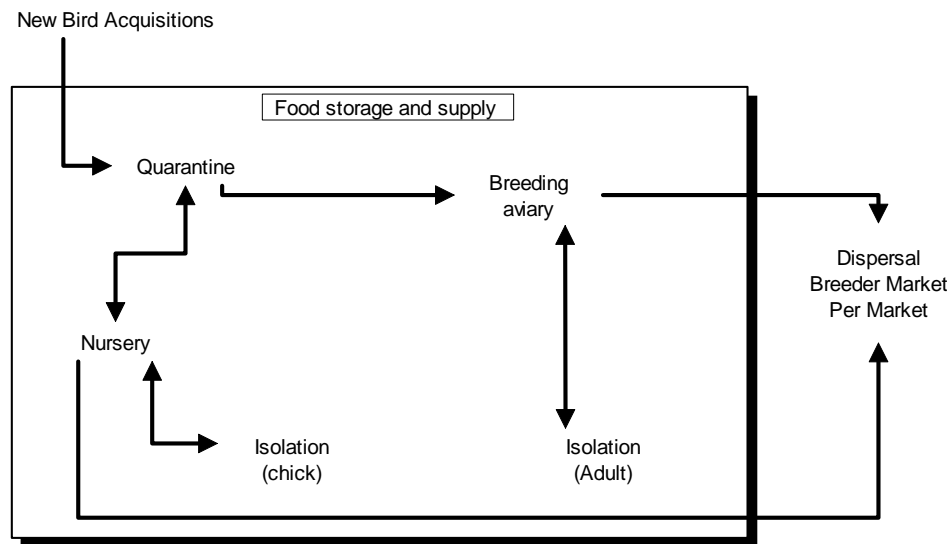 New Bird Acquisitions
Food storage and supply
Quarantine
Breeding
aviary
Dispersal
Breeder Market
Per Market
Nursery
Isolation
(chick)
Isolation
(Adult)